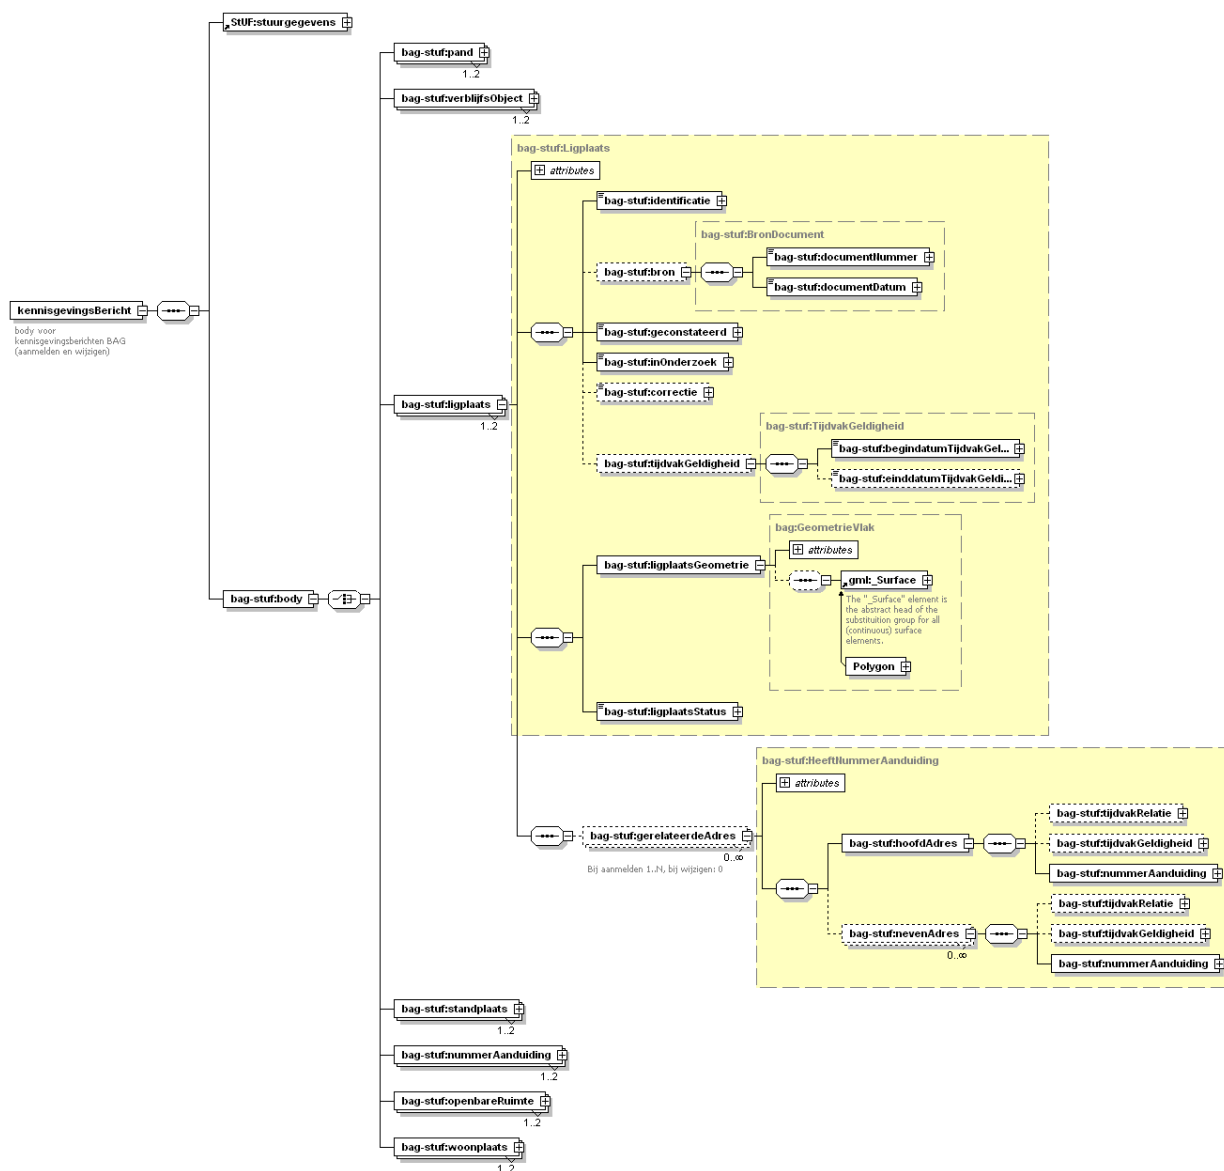 StUF:stuurgegevens
bag-stuf:pand
1..2
bag-stuf:verblijfsObject
1..2
bag-stuf:Ligplaats
attributes
bag-stuf:identificatie
bag-stuf:BronDocument
bag-stuf:documentNummer
bag-stuf:bron
bag-stuf:documentDatum
kennisgevingsBericht
body voor
kennisgevingsberichten BAG
(aanmelden en wijzigen)
bag-stuf:geconstateerd
bag-stuf:inOnderzoek
bag-stuf:correctie
bag-stuf:ligplaats
1..2
bag-stuf:TijdvakGeldigheid
bag-stuf:begindatumTijdvakGel...
bag-stuf:tijdvakGeldigheid
bag-stuf:einddatumTijdvakGeldi...
bag:GeometrieVlak
attributes
bag-stuf:ligplaatsGeometrie
gml:_Surface
The "_Surface" element is
the abstract head of the
substituition group for all
(continuous) surface
elements.
bag-stuf:body
Polygon
bag-stuf:ligplaatsStatus
bag-stuf:HeeftNummerAanduiding
attributes
bag-stuf:tijdvakRelatie
bag-stuf:gerelateerdeAdres
0..∞
Bij aanmelden 1..N, bij wijzigen: 0
bag-stuf:hoofdAdres
bag-stuf:tijdvakGeldigheid
bag-stuf:nummerAanduiding
bag-stuf:tijdvakRelatie
bag-stuf:nevenAdres
0..∞
bag-stuf:tijdvakGeldigheid
bag-stuf:nummerAanduiding
bag-stuf:standplaats
1..2
bag-stuf:nummerAanduiding
1..2
bag-stuf:openbareRuimte
1..2
bag-stuf:woonplaats
1..2